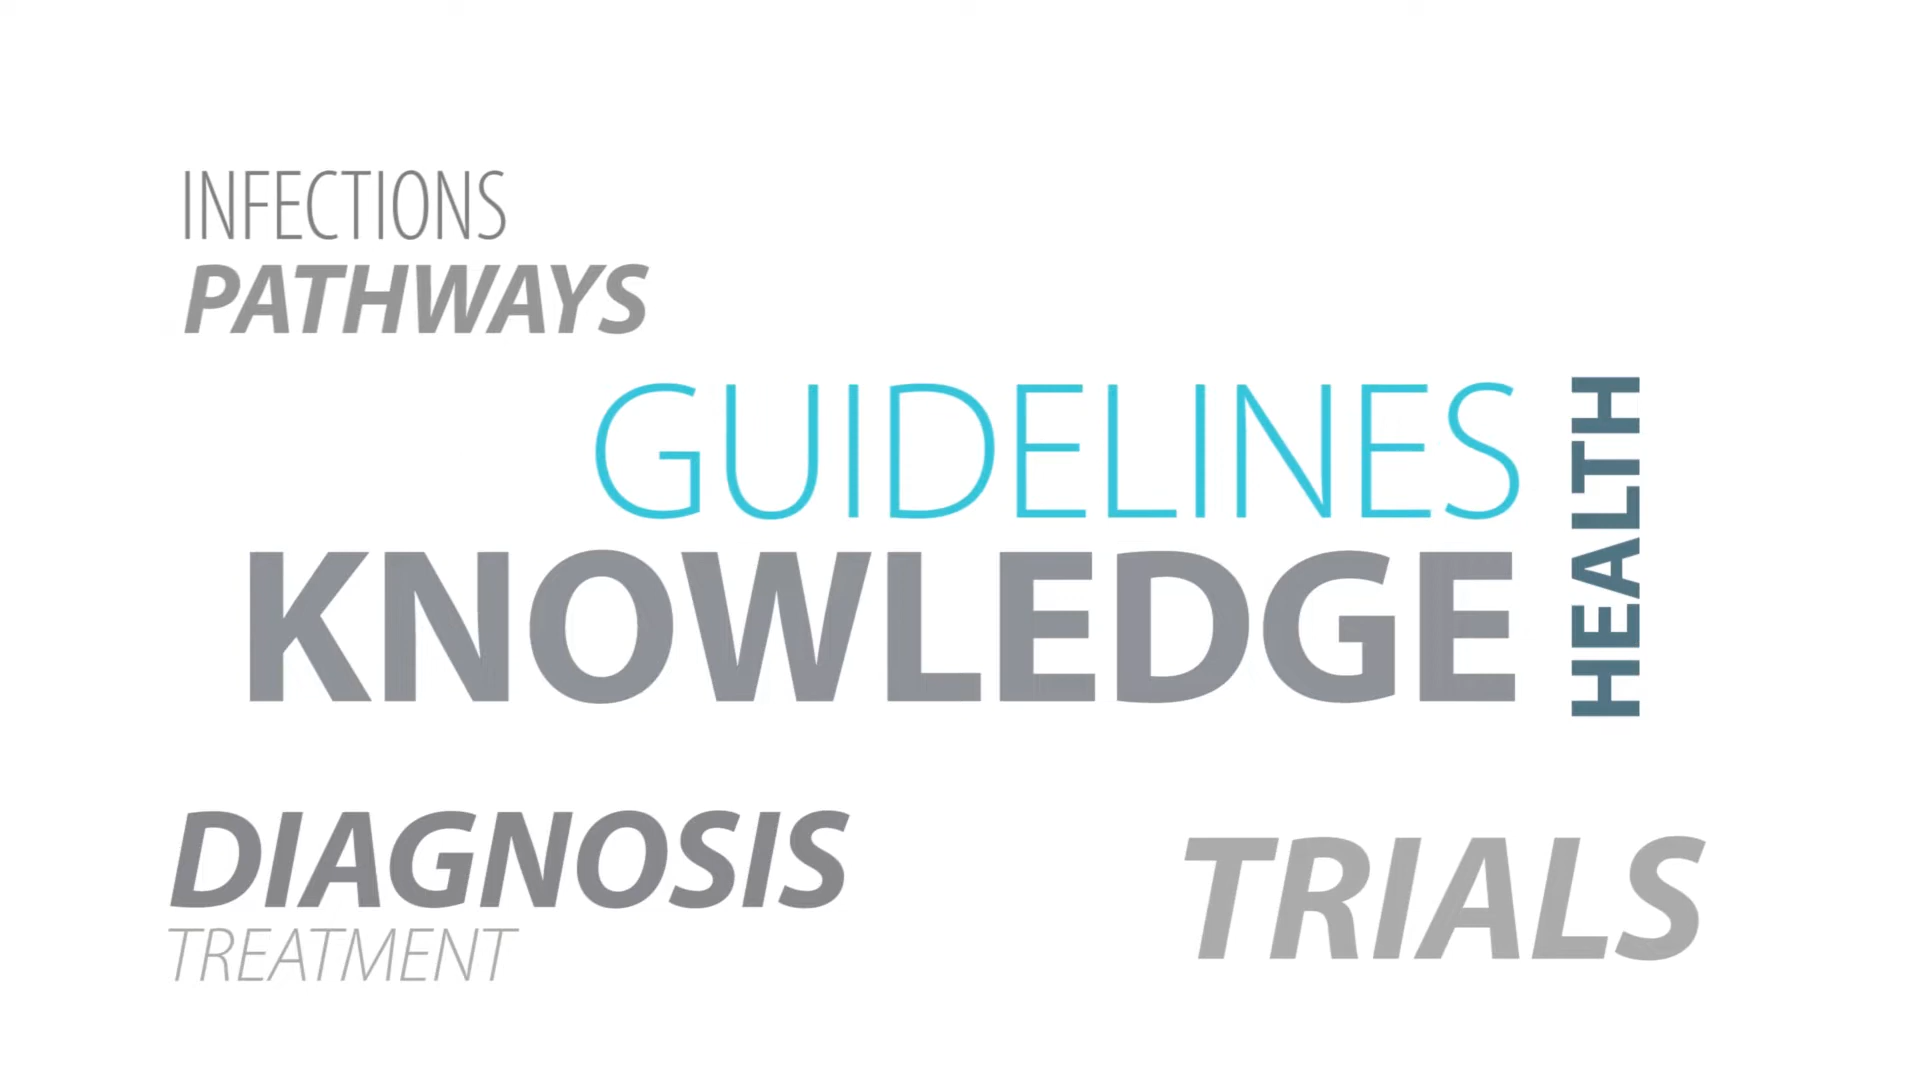 INFECTIONS
PATHWAYS
GUIDELINES
HEALTH
KNOWLEDGE
DIAGNOSIS
TREATMENT
TRIALS